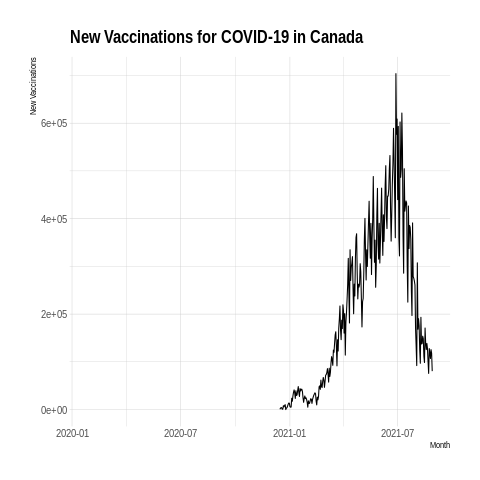 New Vaccinations for COVID-19 in Canada
New Vaccinations
6e+05
4e+05
2e+05
0e+00
2020-01 2020-07 2021-01 2021-07
Month